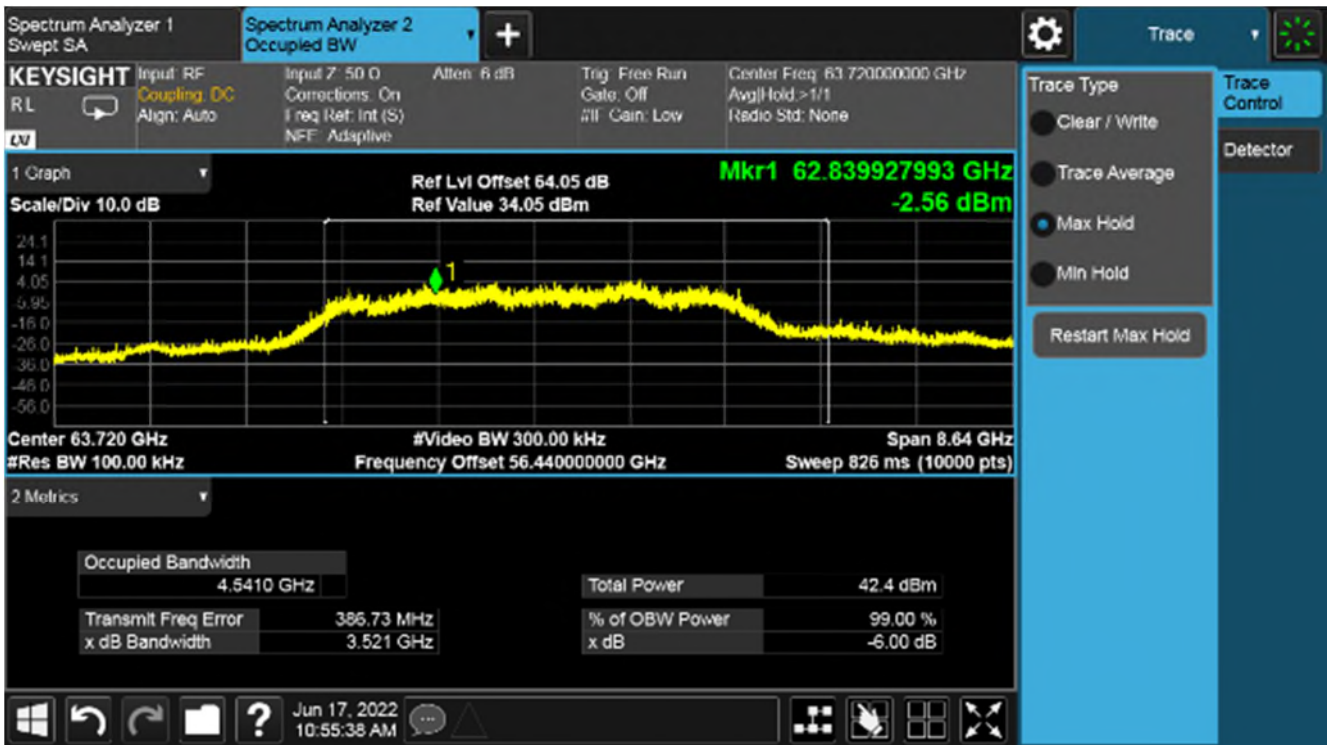 Spectrum Analyzer 1
Swept SA
Spectrum Analyzer 2
Occupied BW
Trace
KEYSIGHT
RL
LXI
Input: RF
Coupling: DC
Align: Auto
Input Z: 50 Ω
Corrections: On
Freq Ref: Int (S)
NFE: Adaptive
Atten: 6 dB
Trig: Free Run
Gate: Off
#IF Gain: Low
Center Freq: 63.720000000 GHz
Avg|Hold:>1/1
Radio Std: None
1 Graph
Scale/Div 10.0 dB
Ref Lvl Offset 64.05 dB
Ref Value 34.05 dBm
Mkr1 62.839927993 GHz
-2.56 dBm
24.1
14.1
4.05
-5.95
-16.0
-26.0
-36.0
-46.0
-56.0
1
Center 63.720 GHz
#Video BW 300.00 kHz
Span 8.64 GHz
#Res BW 100.00 kHz
Frequency Offset 56.440000000 GHz
Sweep 826 ms (10000 pts)
2 Metrics
Occupied Bandwidth
4.5410 GHz
Total Power 42.4 dBm
Transmit Freq Error 386.73 MHz
% of OBW Power 99.00 %
x dB Bandwidth 3.521 GHz
x dB -6.00 dB
Trace Type
Clear / Write
Trace Average
Max Hold
Min Hold
Restart Max Hold
Trace
Control
Detector
?
Jun 17, 2022
10:55:38 AM